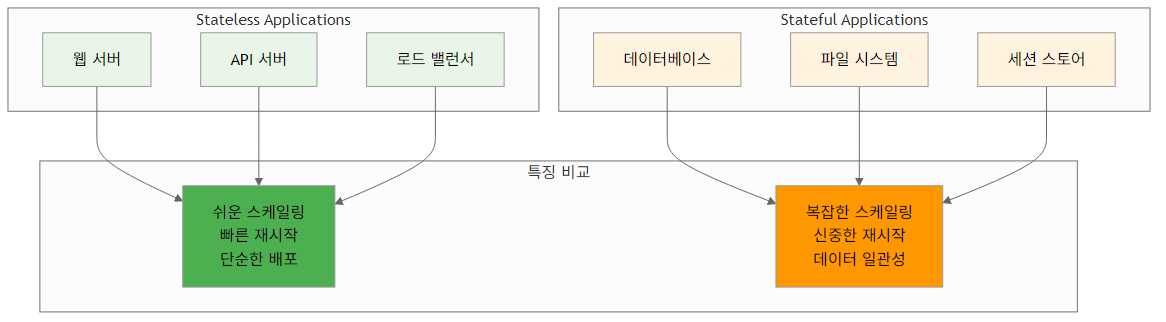 Stateless Applications
웹 서버
API 서버
로드 밸런서
Stateful Applications
데이터베이스
파일 시스템
세션 스토어
특징 비교
쉬운 스케일링
빠른 재시작
단순한 배포
복잡한 스케일링
신중한 재시작
데이터 일관성